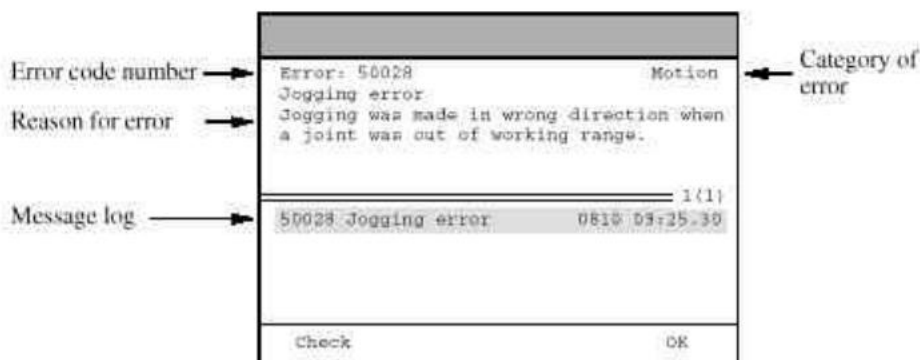 Error code number
Error: 50028 Motion
Category of
error
Jogging error
Reason for error
Jogging was made in wrong direction when
a joint was out of working range.
1(1)
Message log
50028 Jogging error 0810 09:25.30
Check OK